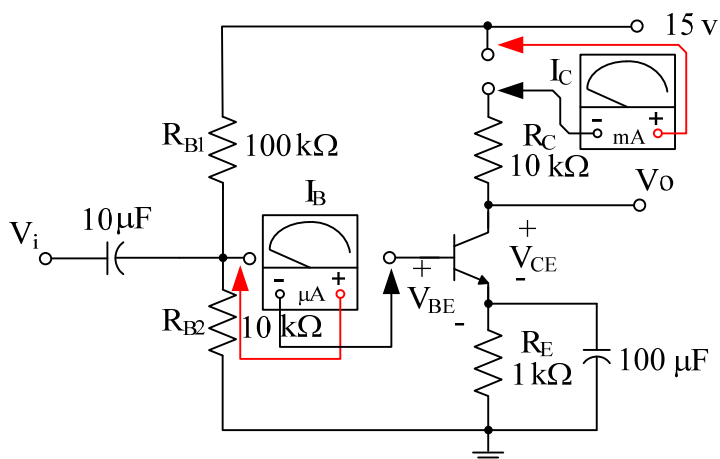 15 v
I_C
- +
mA
R_B1
100 kΩ
R_C
10 kΩ
I_B
Vo
10 µF
V_i
+
V_CE
-
- +
µA
+
V_BE
-
R_B2
10 kΩ
R_E
1 kΩ
100 µF